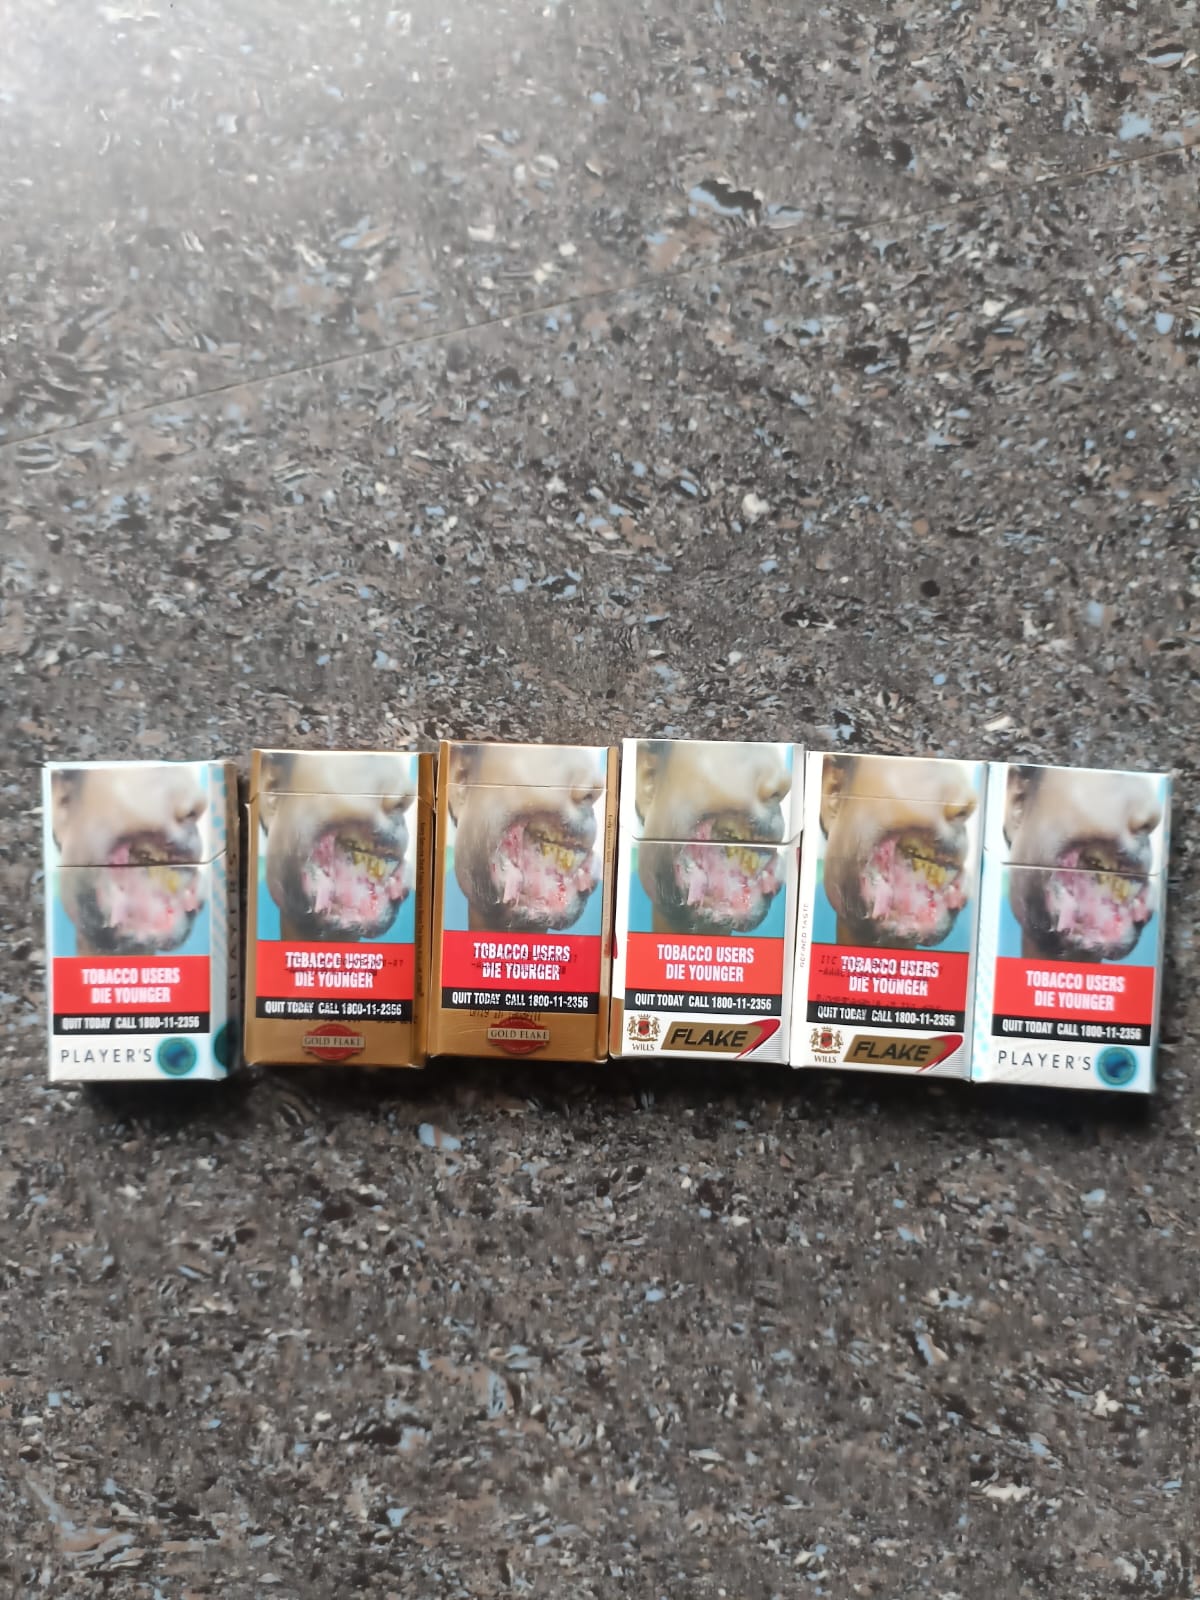 TOBACCO USERS
DIE YOUNGER
QUIT TODAY CALL 1800-11-2356
PLAYER'S
PLAYER'S
TOBACCO USERS
DIE YOUNGER
QUIT TODAY CALL 1800-11-2356
GOLD FLAKE
TOBACCO USERS
DIE YOUNGER
QUIT TODAY CALL 1800-11-2356
GOLD FLAKE
TOBACCO USERS
DIE YOUNGER
QUIT TODAY CALL 1800-11-2356
WILLS
FLAKE
REFINED TASTE
TOBACCO USERS
DIE YOUNGER
QUIT TODAY CALL 1800-11-2356
WILLS
FLAKE
TOBACCO USERS
DIE YOUNGER
QUIT TODAY CALL 1800-11-2356
PLAYER'S